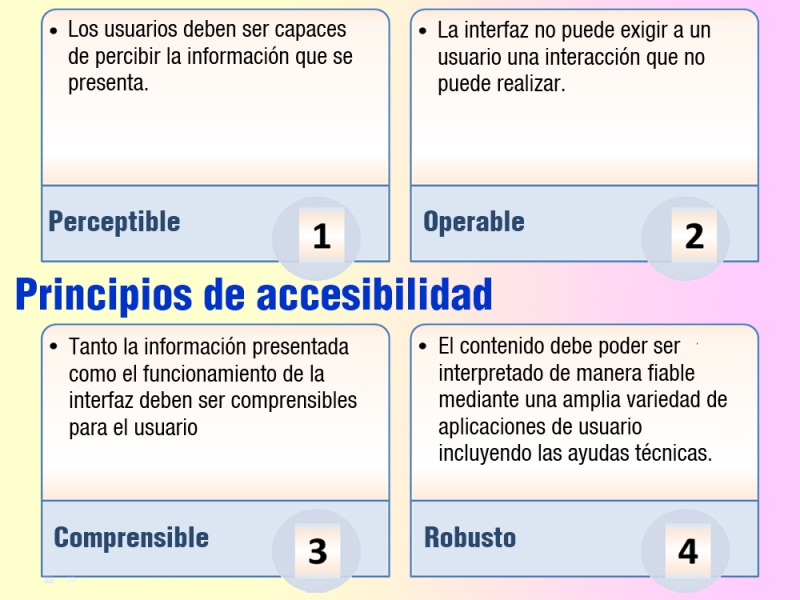 • Los usuarios deben ser capaces
de percibir la información que se
presenta.
Perceptible
1
• La interfaz no puede exigir a un
usuario una interacción que no
puede realizar.
Operable
2
Principios de accesibilidad
• Tanto la información presentada
como el funcionamiento de la
interfaz deben ser comprensibles
para el usuario
Comprensible
3
• El contenido debe poder ser
interpretado de manera fiable
mediante una amplia variedad de
aplicaciones de usuario
incluyendo las ayudas técnicas.
Robusto
4